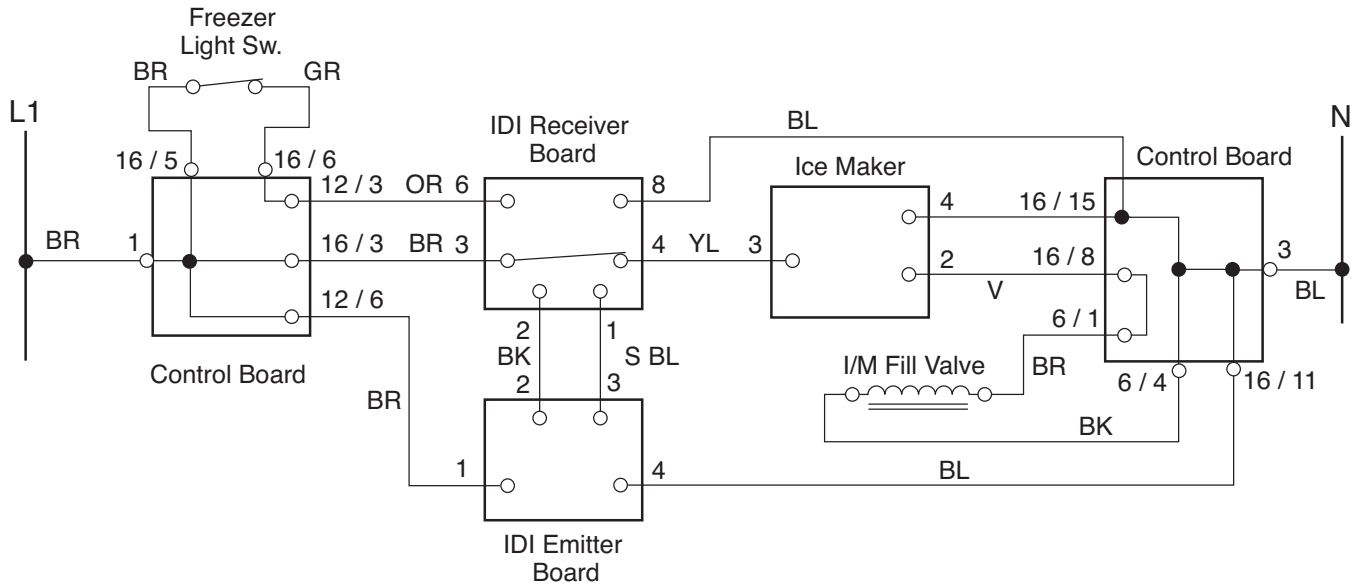 Freezer
Light Sw.
BR
GR
L1
N
16 / 5
16 / 6
IDI Receiver
Board
BL
Ice Maker
Control Board
12 / 3
OR
6
8
4
16 / 15
BR
1
16 / 3
BR
3
4
YL
3
2
16 / 8
V
3
BL
12 / 6
6 / 1
2
1
BK
S BL
2
3
Control Board
BR
I/M Fill Valve
BR
6 / 4
16 / 11
BK
1
4
BL
IDI Emitter
Board